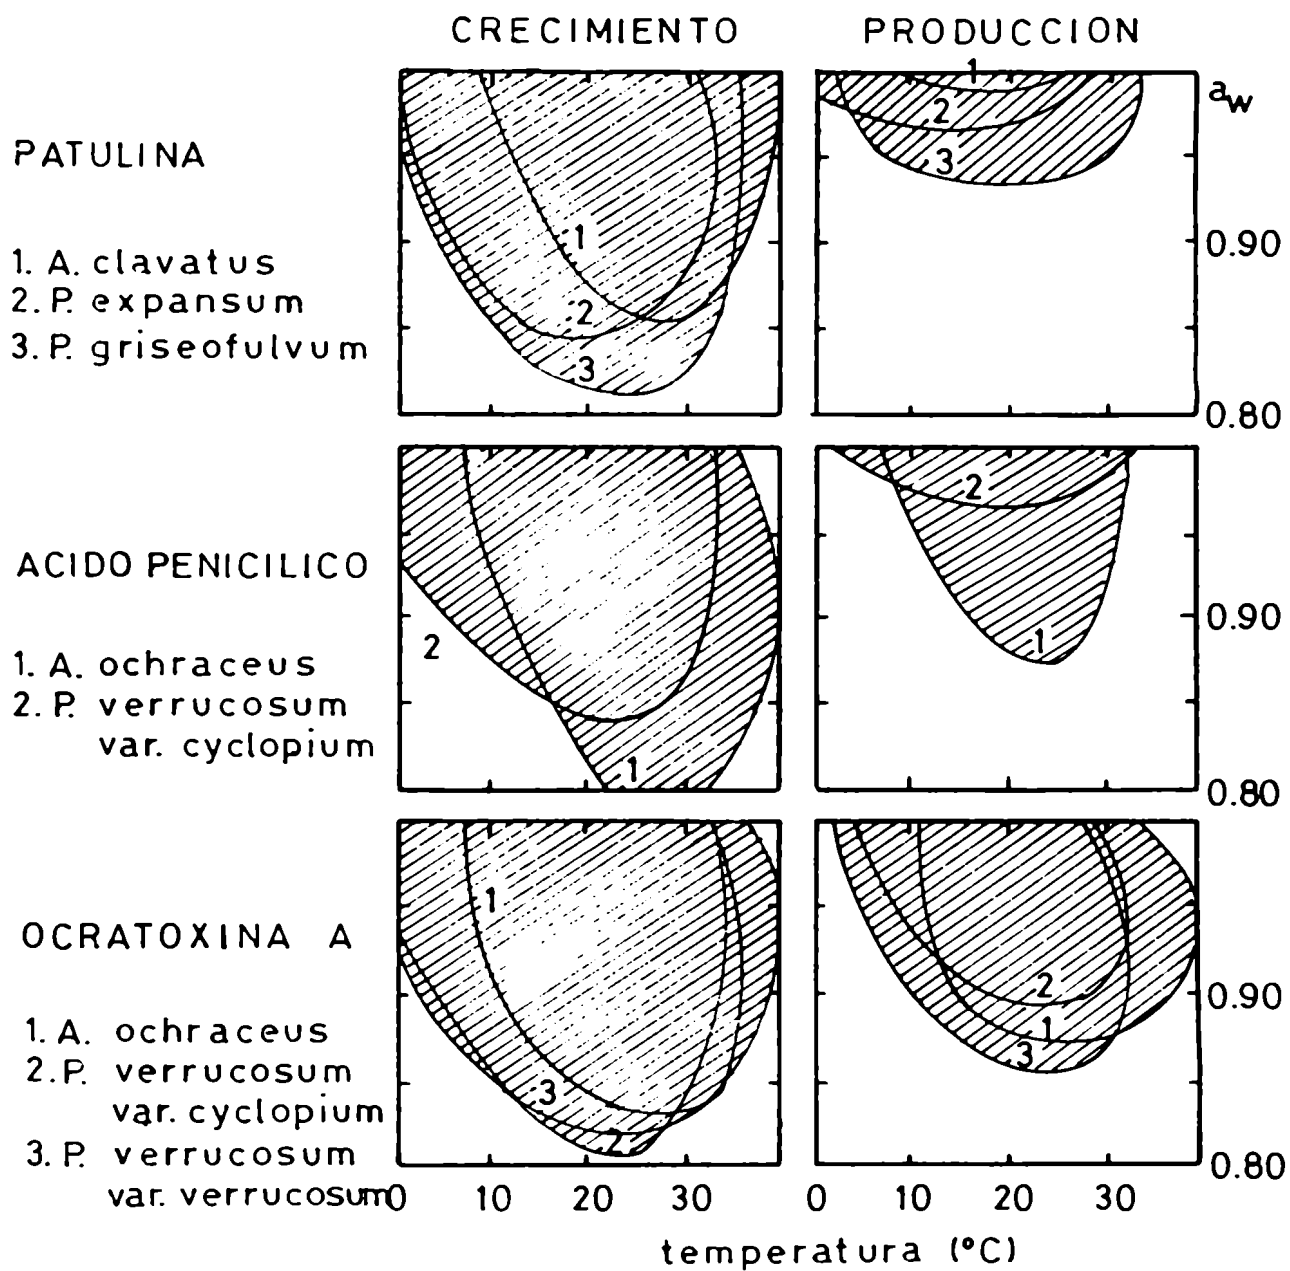 CRECIMIENTO PRODUCCION
PATULINA
1. A. clavatus
2. P. expansum
3. P. griseofulvum
1
2
3
1
2
3
aw
0.90
0.80
ACIDO PENICILICO
1. A. ochraceus
2. P. verrucosum
var. cyclopium
2
1
2
1
0.90
0.80
OCRATOXINA A
1. A. ochraceus
2. P. verrucosum
var. cyclopium
3. P. verrucosum
var. verrucosum
1
3
2
2
1
3
0.90
0.80
0 10 20 30 0 10 20 30
temperatura (°C)